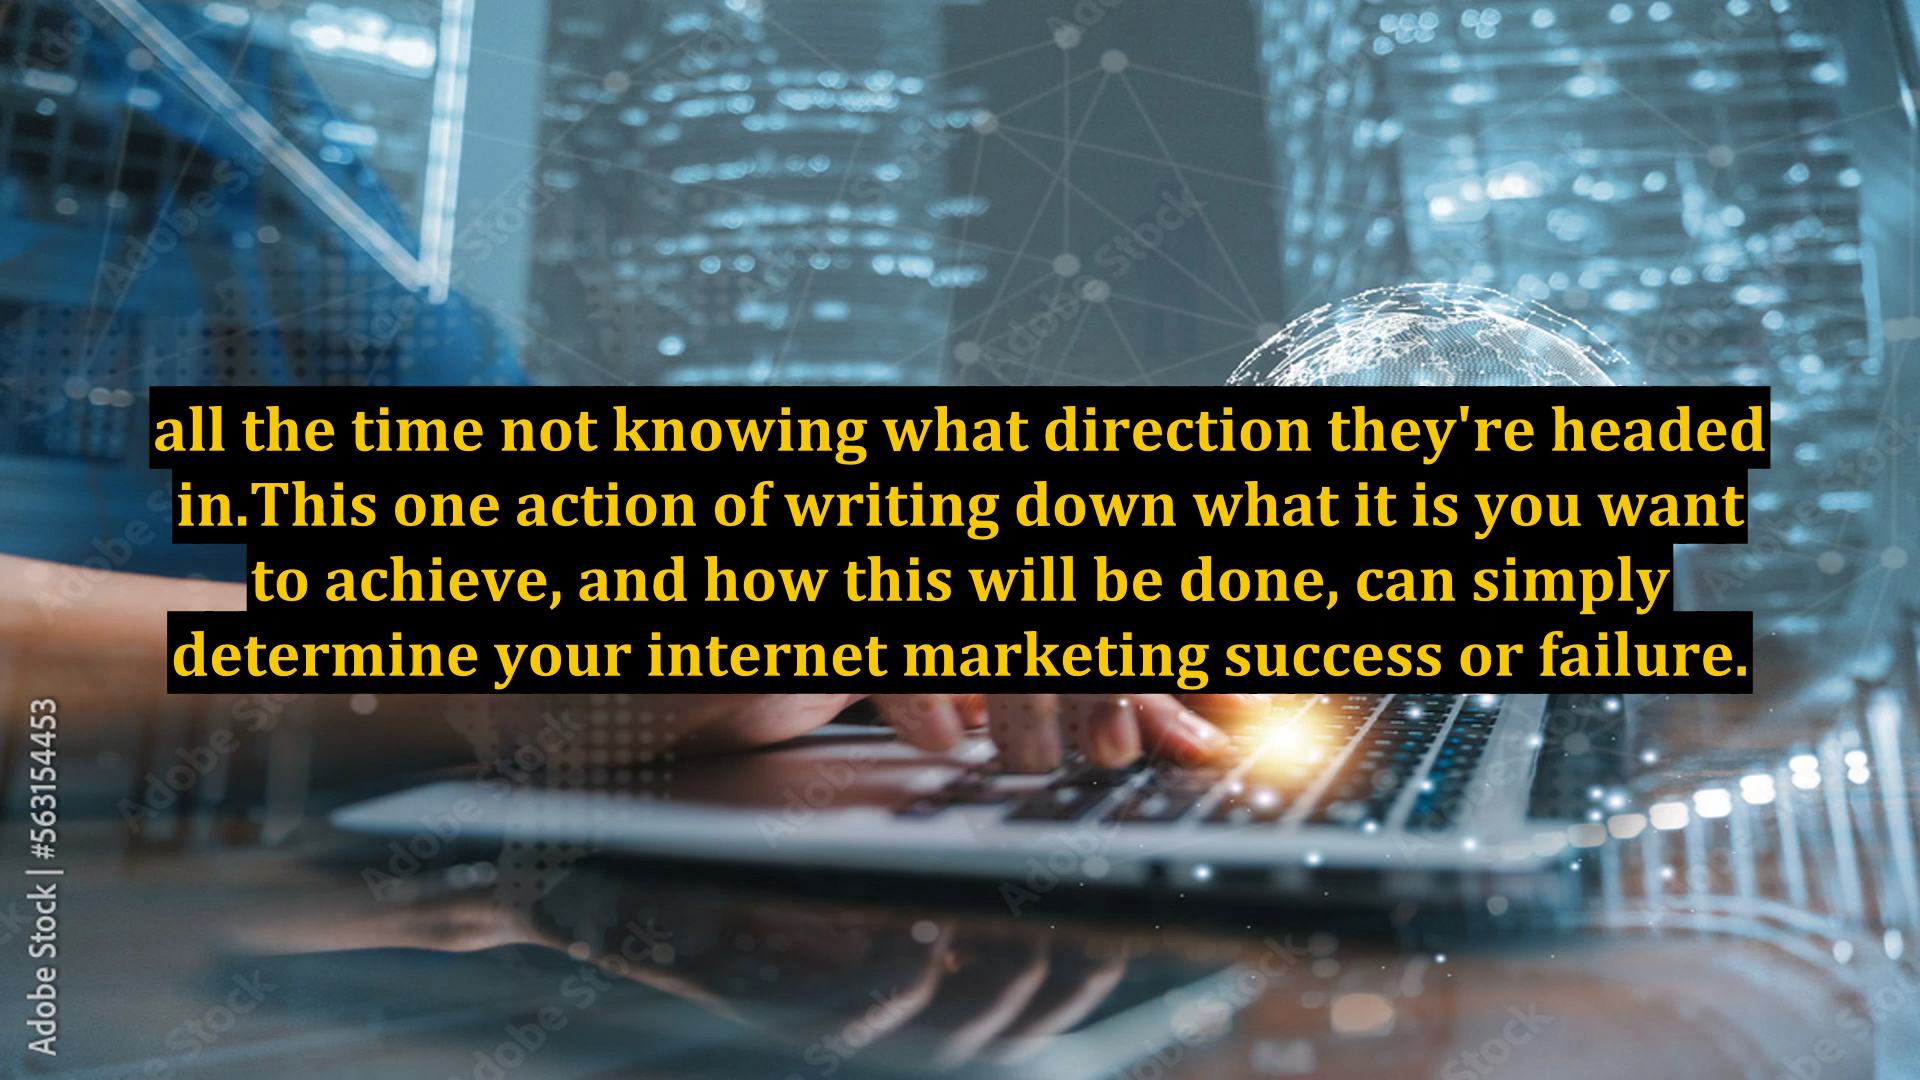 all the time not knowing what direction they're headed
in.This one action of writing down what it is you want
to achieve, and how this will be done, can simply
determine your internet marketing success or failure.
Adobe Stock | #563154453
Adobe Stock